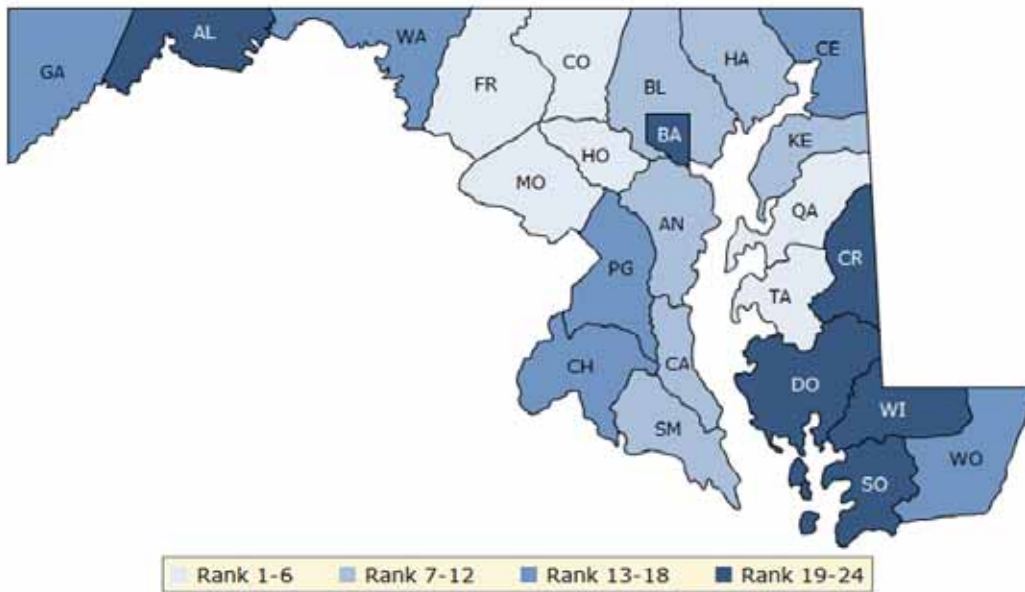 GA
AL
WA
FR
CO
BL
HA
CE
BA
KE
HO
MO
AN
QA
CR
PG
TA
CH
CA
DO
WI
SM
WO
SO
Rank 1-6 Rank 7-12 Rank 13-18 Rank 19-24